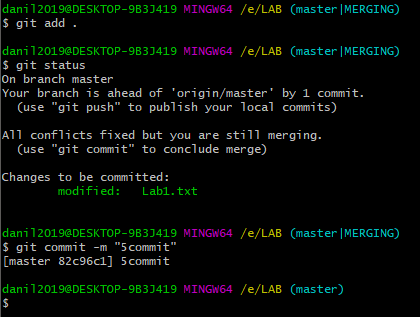 danil2019@DESKTOP-9B3J419 MINGW64 /e/LAB (master|MERGING)
$ git add .
danil2019@DESKTOP-9B3J419 MINGW64 /e/LAB (master|MERGING)
$ git status
On branch master
Your branch is ahead of 'origin/master' by 1 commit.
  (use "git push" to publish your local commits)
All conflicts fixed but you are still merging.
  (use "git commit" to conclude merge)
Changes to be committed:
        modified:   Lab1.txt
danil2019@DESKTOP-9B3J419 MINGW64 /e/LAB (master|MERGING)
$ git commit -m "5commit"
[master 82c96c1] 5commit
danil2019@DESKTOP-9B3J419 MINGW64 /e/LAB (master)
$